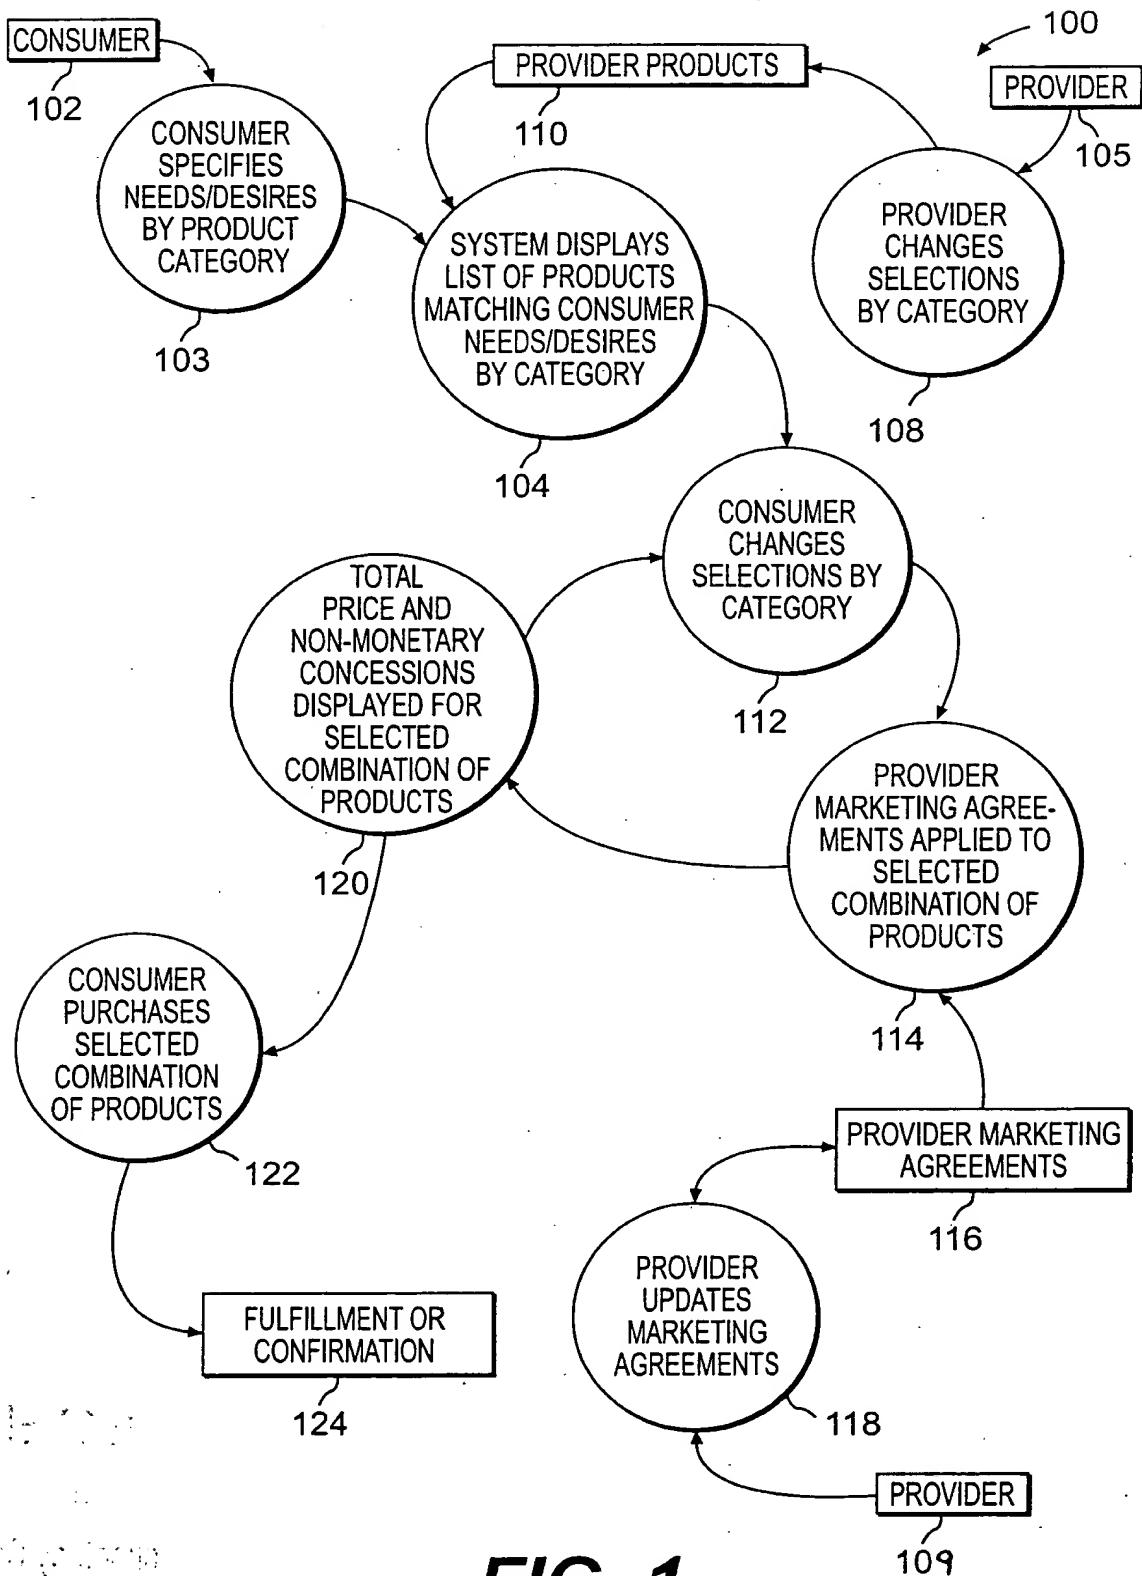 100
CONSUMER
102
PROVIDER PRODUCTS
110
PROVIDER
105
CONSUMER
SPECIFIES
NEEDS/DESIRES
BY PRODUCT
CATEGORY
103
SYSTEM DISPLAYS
LIST OF PRODUCTS
MATCHING CONSUMER
NEEDS/DESIRES
BY CATEGORY
104
PROVIDER
CHANGES
SELECTIONS
BY CATEGORY
108
CONSUMER
CHANGES
SELECTIONS BY
CATEGORY
112
TOTAL
PRICE AND
NON-MONETARY
CONCESSIONS
DISPLAYED FOR
SELECTED
COMBINATION OF
PRODUCTS
120
PROVIDER
MARKETING AGREE-
MENTS APPLIED TO
SELECTED
COMBINATION OF
PRODUCTS
114
CONSUMER
PURCHASES
SELECTED
COMBINATION
OF PRODUCTS
122
PROVIDER MARKETING
AGREEMENTS
116
PROVIDER
UPDATES
MARKETING
AGREEMENTS
118
FULFILLMENT OR
CONFIRMATION
124
PROVIDER
109
FIG. 1